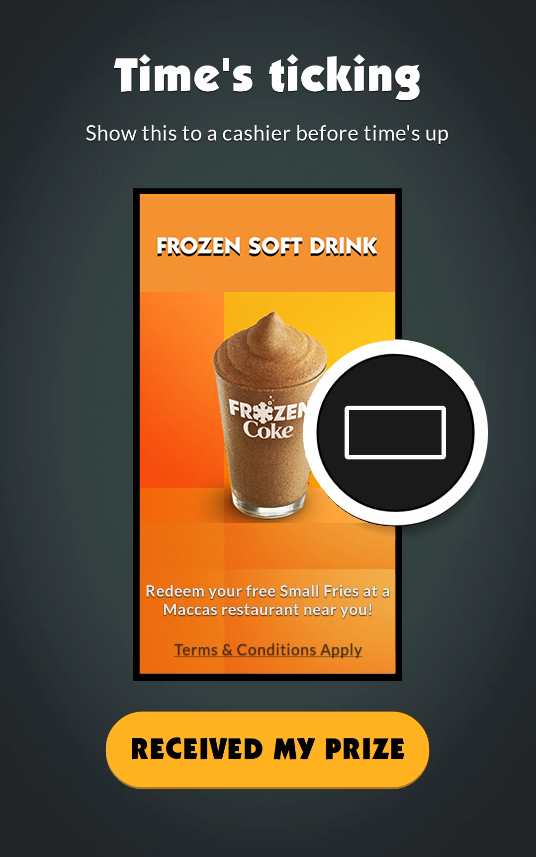 Time's ticking
Show this to a cashier before time's up
FROZEN SOFT DRINK
FROZEN
Coke
Redeem your free Small Fries at a
Maccas restaurant near you!
Terms & Conditions Apply
RECEIVED MY PRIZE